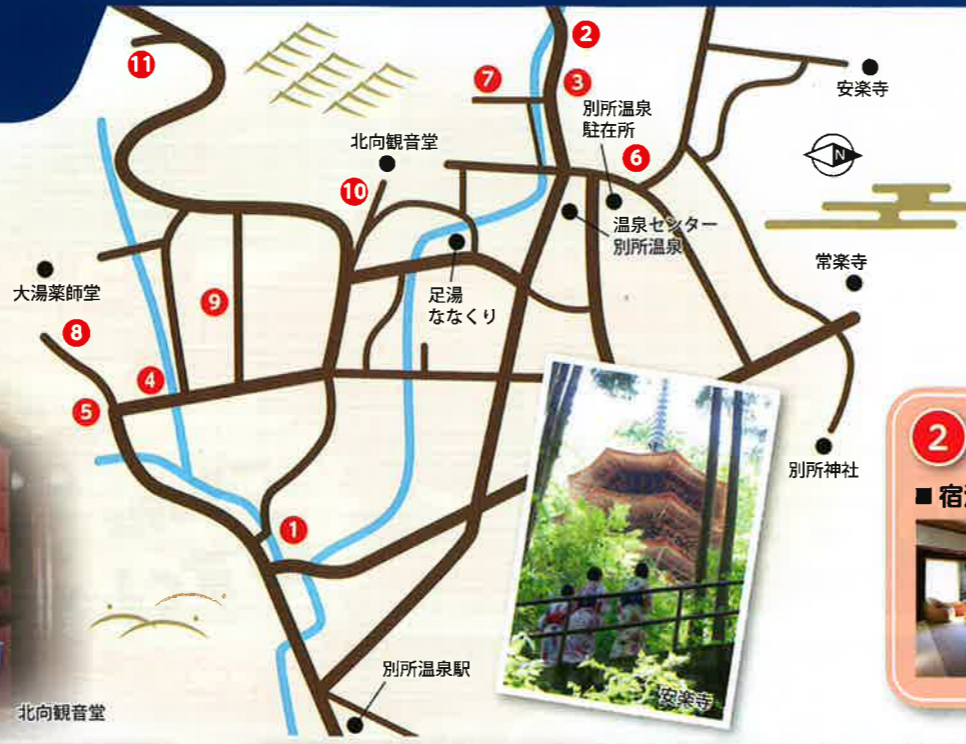 11
2
3
7
別所温泉
駐在所
6
安楽寺
北向観音堂
10
N
温泉センター
別所温泉
常楽寺
大湯薬師堂
9
足湯
ななくり
8
4
5
別所神社
2
■ 宿
1
別所温泉駅
安楽寺
北向観音堂